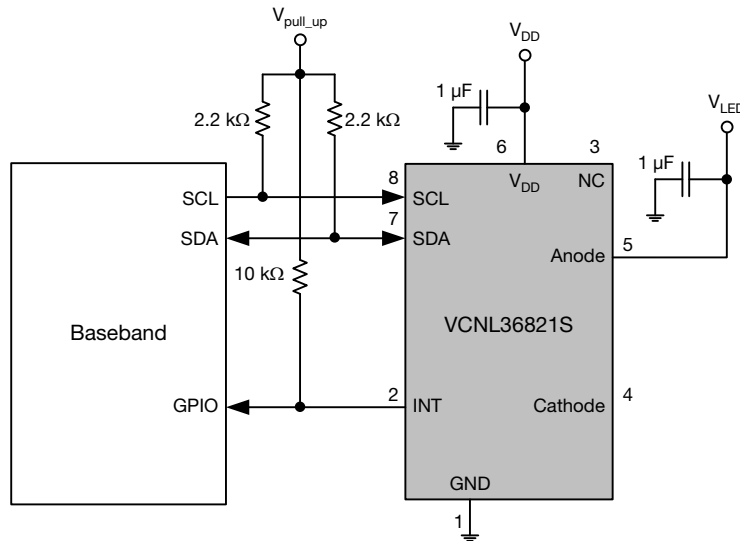 Vpull_up
VDD
1 µF
VLED
2.2 kΩ
2.2 kΩ
6
3
1 µF
VDD
NC
SCL
8
SCL
SDA
7
SDA
5
Anode
10 kΩ
Baseband
VCNL36821S
GPIO
2
INT
Cathode
4
GND
1